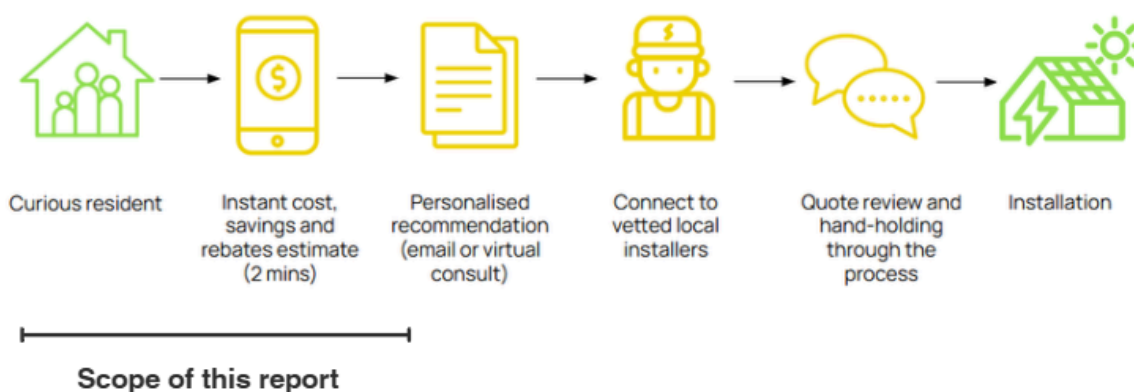 $
Curious resident
Instant cost,
savings and
rebates estimate
(2 mins)
Personalised
recommendation
(email or virtual
consult)
Connect to
vetted local
installers
Quote review and
hand-holding
through the
process
Installation
Scope of this report